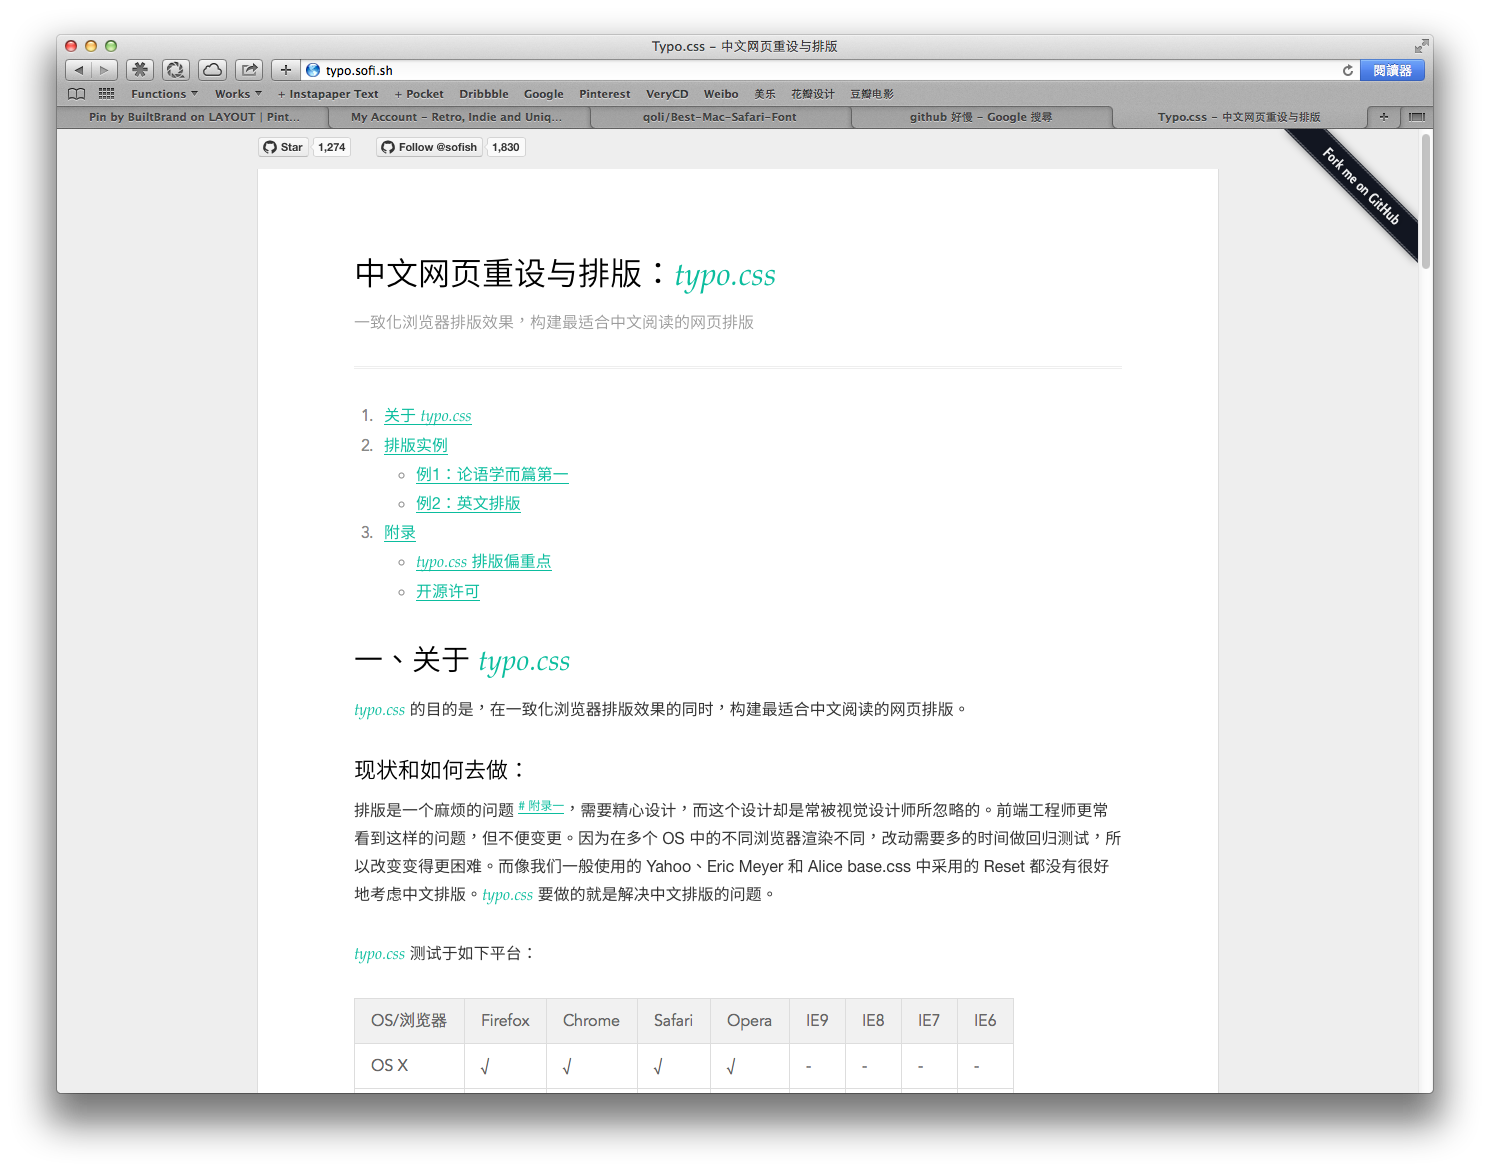 Typo.css – 中文网页重设与排版
typo.sofi.sh
閱讀器
Functions Works + Instapaper Text + Pocket Dribbble Google Pinterest VeryCD Weibo 美乐 花瓣设计 豆瓣电影
Pin by BuiltBrand on LAYOUT | Pint... My Account – Retro, Indie and Uniq... qoli/Best-Mac-Safari-Font github 好慢 – Google 搜尋 Typo.css – 中文网页重设与排版
Star 1,274 Follow @sofish 1,830
Fork me on GitHub
中文网页重设与排版：typo.css
一致化浏览器排版效果，构建最适合中文阅读的网页排版
1. 关于 typo.css
2. 排版实例
例1：论语学而篇第一
例2：英文排版
3. 附录
typo.css 排版偏重点
开源许可
一、关于 typo.css
typo.css 的目的是，在一致化浏览器排版效果的同时，构建最适合中文阅读的网页排版。
现状和如何去做：
排版是一个麻烦的问题 # 附录一，需要精心设计，而这个设计却是常被视觉设计师所忽略的。前端工程师更常
看到这样的问题，但不便变更。因为在多个 OS 中的不同浏览器渲染不同，改动需要多的时间做回归测试，所
以改变变得更困难。而像我们一般使用的 Yahoo、Eric Meyer 和 Alice base.css 中采用的 Reset 都没有很好
地考虑中文排版。typo.css 要做的就是解决中文排版的问题。
typo.css 测试于如下平台：
OS/浏览器 Firefox Chrome Safari Opera IE9 IE8 IE7 IE6
OS X √ √ √ √ - - - -